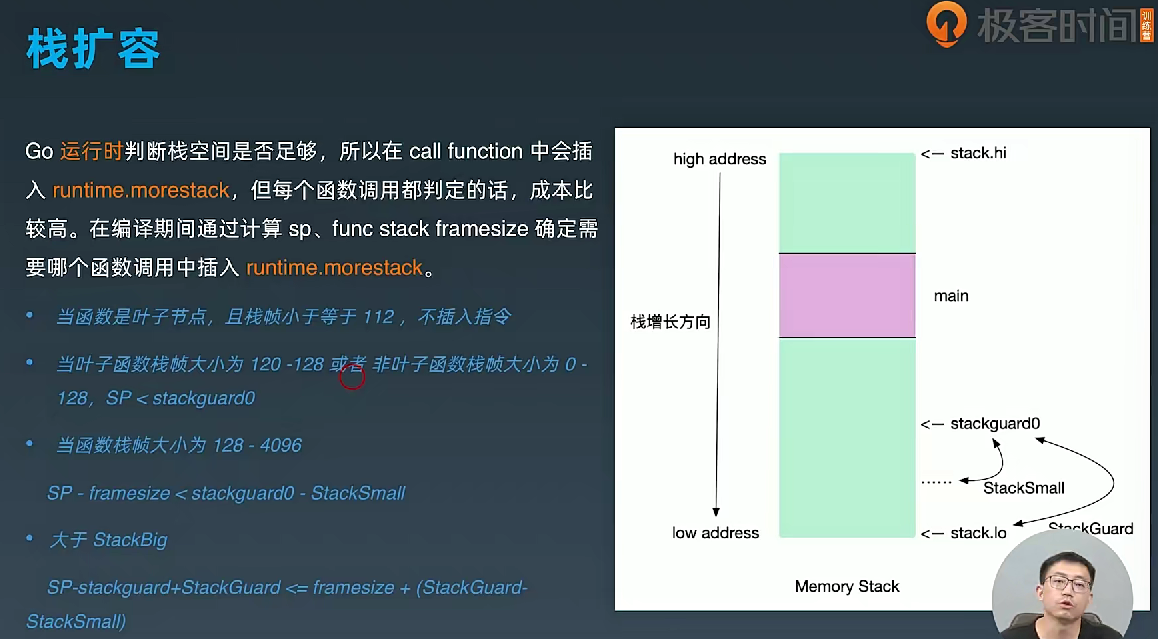 栈扩容
极客时间
训练营
Go 运行时判断栈空间是否足够，所以在 call function 中会插
入 runtime.morestack，但每个函数调用都判定的话，成本比
较高。在编译期间通过计算 sp、func stack framesize 确定需
要哪个函数调用中插入 runtime.morestack。
• 当函数是叶子节点，且栈帧小于等于 112 ，不插入指令
• 当叶子函数栈帧大小为 120 -128 或者 非叶子函数栈帧大小为 0 -
128，SP < stackguard0
• 当函数栈帧大小为 128 - 4096
SP - framesize < stackguard0 - StackSmall
• 大于 StackBig
SP-stackguard+StackGuard <= framesize + (StackGuard-
StackSmall)
high address
<— stack.hi
main
栈增长方向
<— stackguard0
......
StackSmall
low address
<— stack.lo
StackGuard
Memory Stack